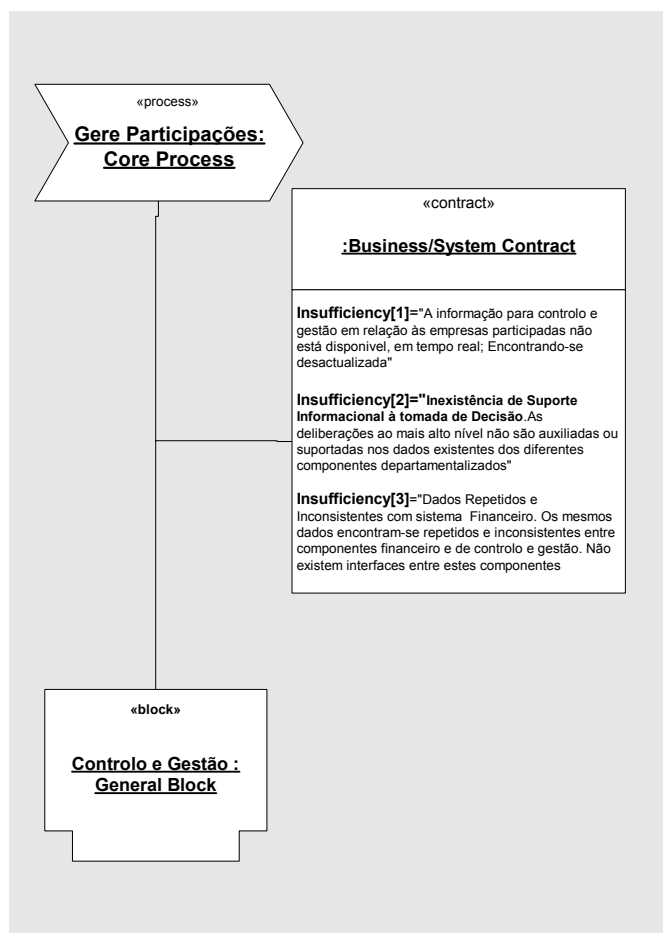 «process»
Gere Participações:
Core Process
«contract»
:Business/System Contract
Insufficiency[1]="A informação para controlo e
gestão em relação às empresas participadas não
está disponivel, em tempo real; Encontrando-se
desactualizada"
Insufficiency[2]="Inexistência de Suporte
Informacional à tomada de Decisão.As
deliberações ao mais alto nível não são auxiliadas ou
suportadas nos dados existentes dos diferentes
componentes departamentalizados"
Insufficiency[3]="Dados Repetidos e
Inconsistentes com sistema  Financeiro. Os mesmos
dados encontram-se repetidos e inconsistentes entre
componentes financeiro e de controlo e gestão. Não
existem interfaces entre estes componentes
«block»
Controlo e Gestão :
General Block